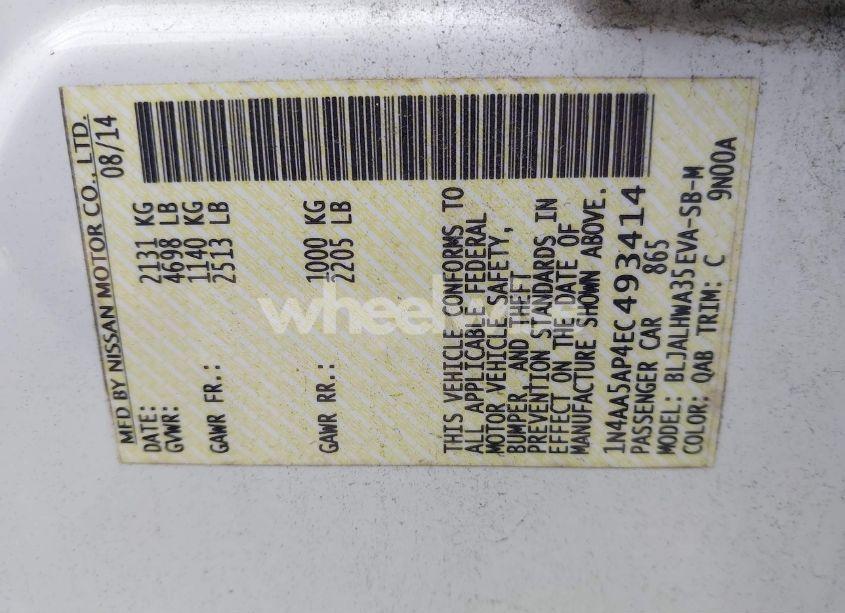 MFD BY NISSAN MOTOR CO., LTD.
DATE: 08/14
GVWR: 2131 KG
4698 LB
GAWR FR.: 1140 KG
2513 LB
GAWR RR.: 1000 KG
2205 LB
THIS VEHICLE CONFORMS TO
ALL APPLICABLE FEDERAL
MOTOR VEHICLE SAFETY,
BUMPER AND THEFT
PREVENTION STANDARDS IN
EFFECT ON THE DATE OF
MANUFACTURE SHOWN ABOVE.
1N4AA5AP4EC493414
PASSENGER CAR 865
MODEL: BLJALHWA35EVA-SB-M
COLOR: QAB TRIM: C 9N00A